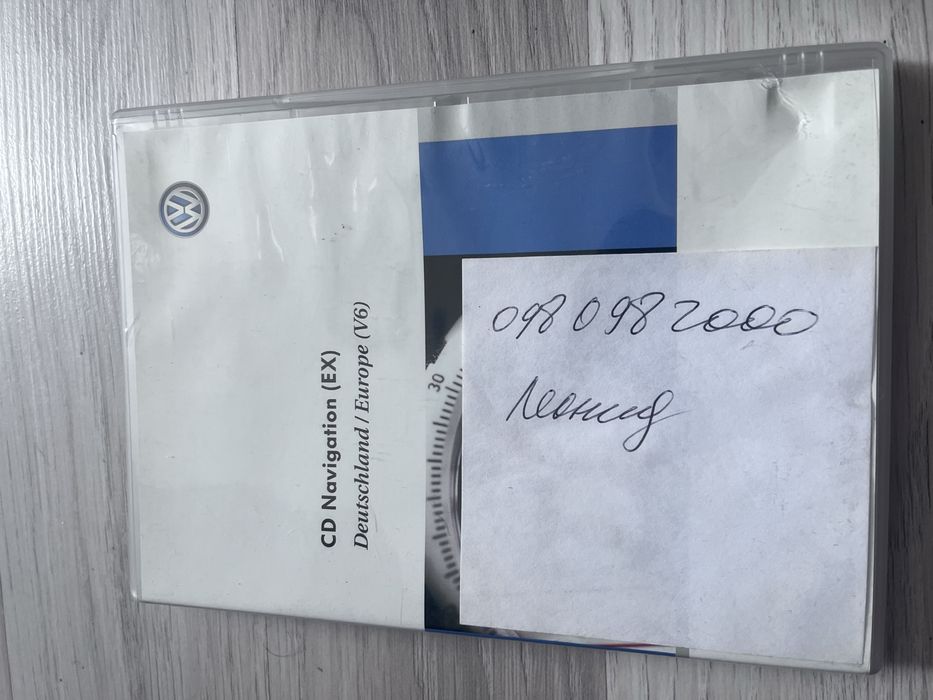 CD Navigation (EX)
Deutschland / Europe (V6)
30
098 098 2000
Леонид